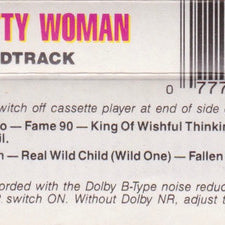 TY WOMAN
DTRACK
0 777
witch off cassette player at end of side
o — Fame 90 — King Of Wishful Thinkin
il.
n — Real Wild Child (Wild One) — Fallen
orded with the Dolby B-Type noise reduc
t switch ON. Without Dolby NR, adjust t